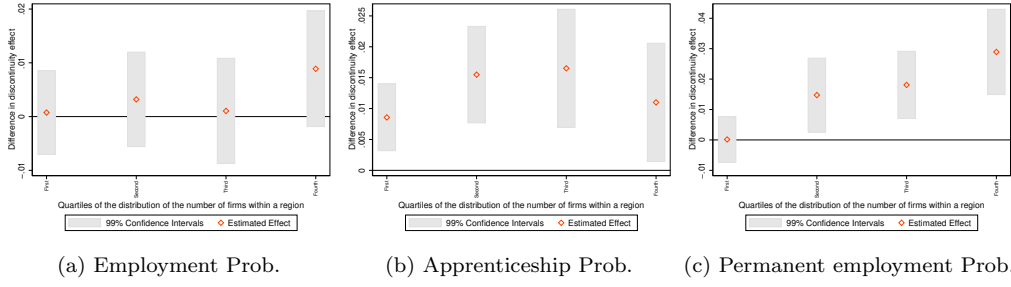 Difference in discontinuity effect
.02
.01
0
-.01
First
Second
Third
Fourth
Quartiles of the distribution of the number of firms within a region
99% Confidence Intervals
Estimated Effect
(a) Employment Prob.
Difference in discontinuity effect
.025
.02
.015
.01
.005
0
First
Second
Third
Fourth
Quartiles of the distribution of the number of firms within a region
99% Confidence Intervals
Estimated Effect
(b) Apprenticeship Prob.
Difference in discontinuity effect
.04
.03
.02
.01
0
-.01
First
Second
Third
Fourth
Quartiles of the distribution of the number of firms within a region
99% Confidence Intervals
Estimated Effect
(c) Permanent employment Prob.